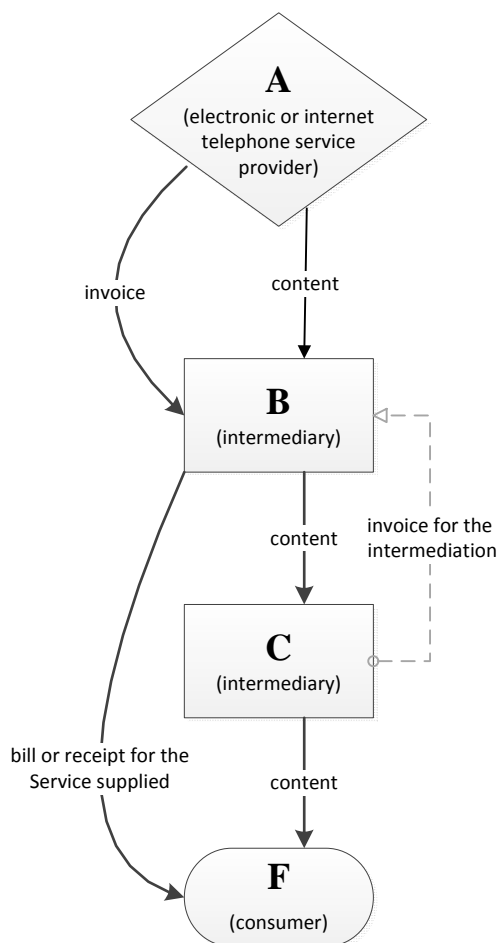 A
(electronic or internet
telephone service
provider)
invoice
content
B
(intermediary)
content
invoice for the
intermediation
C
(intermediary)
bill or receipt for the
Service supplied
content
F
(consumer)